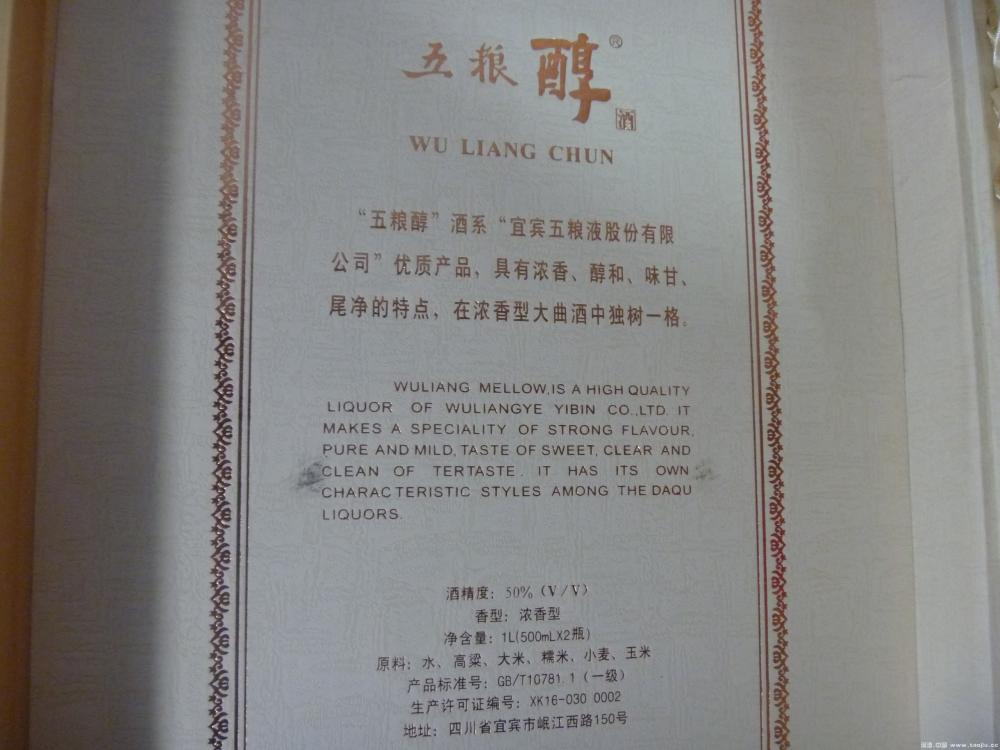 五粮醇®
酒
WU LIANG CHUN
“五粮醇”酒系“宜宾五粮液股份有限
公司”优质产品，具有浓香、醇和、味甘、
尾净的特点，在浓香型大曲酒中独树一格。
WULIANG MELLOW,IS A HIGH QUALITY
LIQUOR OF WULIANGYE YIBIN CO.,LTD. IT
MAKES A SPECIALITY OF STRONG FLAVOUR,
PURE AND MILD, TASTE OF SWEET, CLEAR AND
CLEAN OF TERTASTE. IT HAS ITS OWN
CHARACTERISTIC STYLES AMONG THE DAQU
LIQUORS.
酒精度：50%（V/V）
香型：浓香型
净含量：1L(500mLX2瓶)
原料：水、高粱、大米、糯米、小麦、玉米
产品标准号：GB/T10781.1（一级）
生产许可证编号：XK16-030 0002
地址：四川省宜宾市岷江西路150号